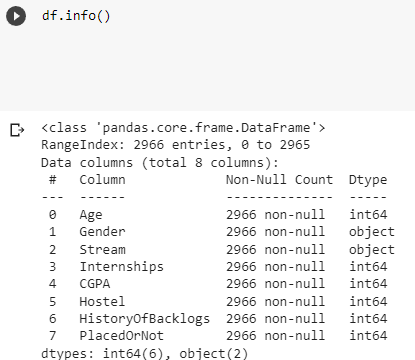 df.info()
<class 'pandas.core.frame.DataFrame'>
RangeIndex: 2966 entries, 0 to 2965
Data columns (total 8 columns):
 #   Column             Non-Null Count  Dtype
---  ------             --------------  -----
 0   Age                2966 non-null   int64
 1   Gender             2966 non-null   object
 2   Stream             2966 non-null   object
 3   Internships        2966 non-null   int64
 4   CGPA               2966 non-null   int64
 5   Hostel             2966 non-null   int64
 6   HistoryOfBacklogs  2966 non-null   int64
 7   PlacedOrNot        2966 non-null   int64
dtypes: int64(6), object(2)